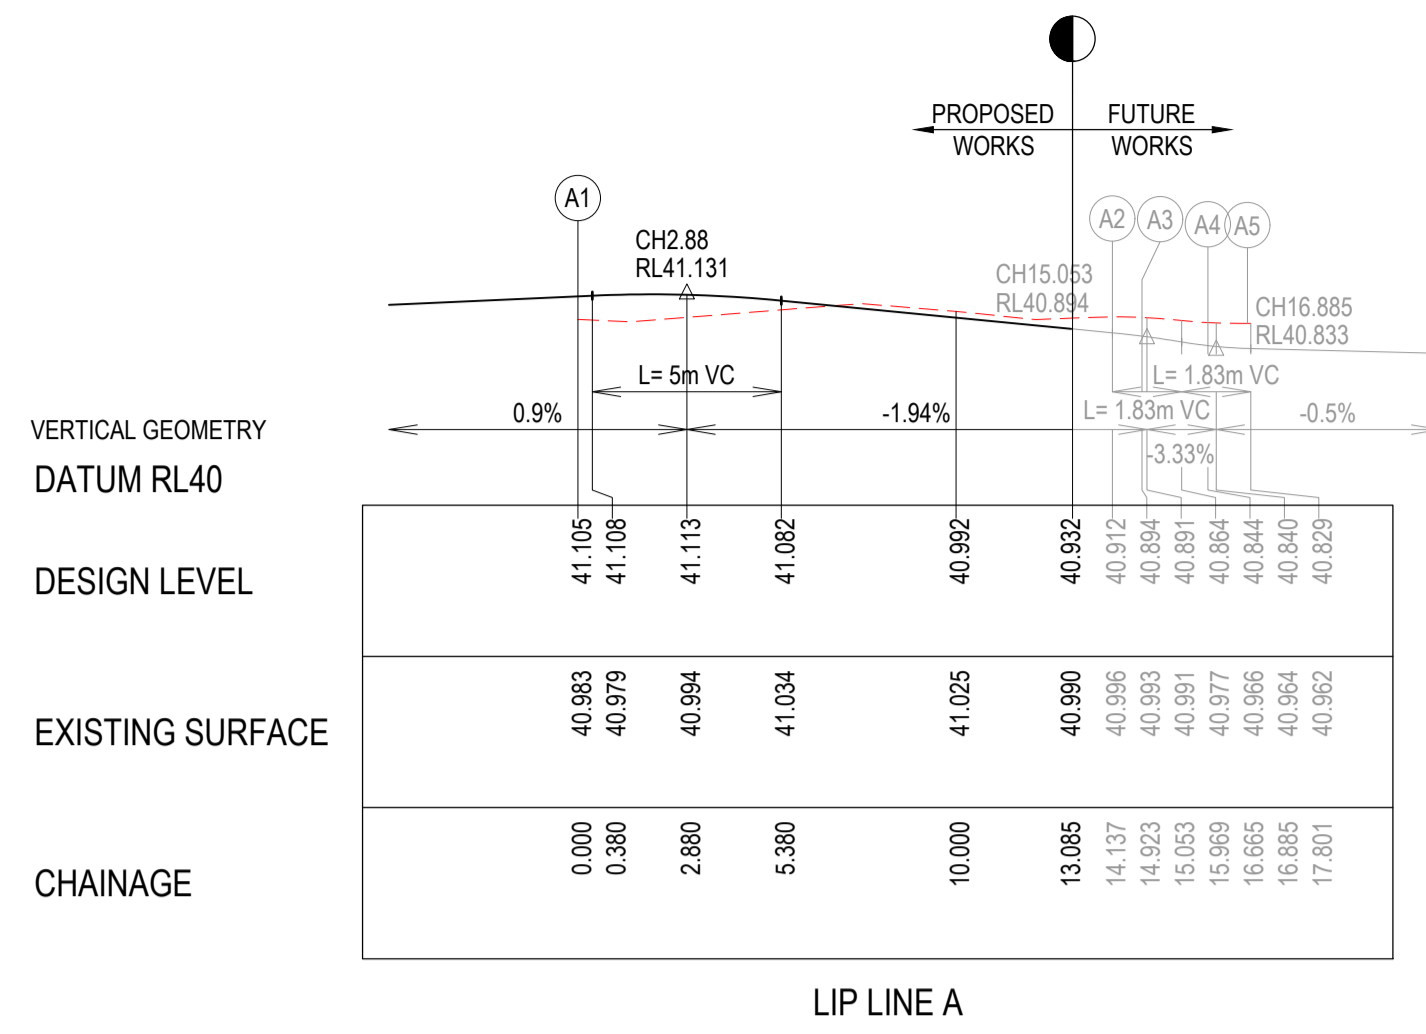 PROPOSED
WORKS
FUTURE
WORKS
A1
A2
A3
A4
A5
CH2.88
RL41.131
CH15.053
RL40.894
CH16.885
RL40.833
L= 5m VC
L= 1.83m VC
0.9%
-1.94%
L= 1.83m VC
-0.5%
-3.33%
VERTICAL GEOMETRY
DATUM RL40
DESIGN LEVEL
41.105
41.108
41.113
41.082
40.992
40.932
40.912
40.894
40.891
40.864
40.844
40.840
40.829
EXISTING SURFACE
40.983
40.979
40.994
41.034
41.025
40.990
40.996
40.993
40.991
40.977
40.966
40.964
40.962
CHAINAGE
0.000
0.380
2.880
5.380
10.000
13.085
14.137
14.923
15.053
15.969
16.665
16.885
17.801
LIP LINE A